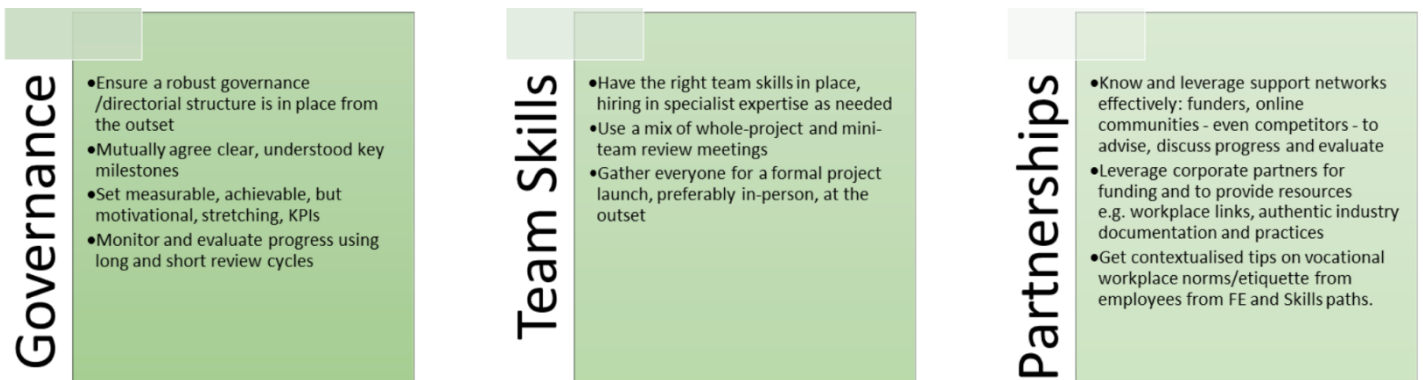 Governance
•Ensure a robust governance
/directorial structure is in place from
the outset
•Mutually agree clear, understood key
milestones
•Set measurable, achievable, but
motivational, stretching, KPIs
•Monitor and evaluate progress using
long and short review cycles
Team Skills
•Have the right team skills in place,
hiring in specialist expertise as needed
•Use a mix of whole-project and mini-
team review meetings
•Gather everyone for a formal project
launch, preferably in-person, at the
outset
Partnerships
•Know and leverage support networks
effectively: funders, online
communities - even competitors - to
advise, discuss progress and evaluate
•Leverage corporate partners for
funding and to provide resources
e.g. workplace links, authentic industry
documentation and practices
•Get contextualised tips on vocational
workplace norms/etiquette from
employees from FE and Skills paths.